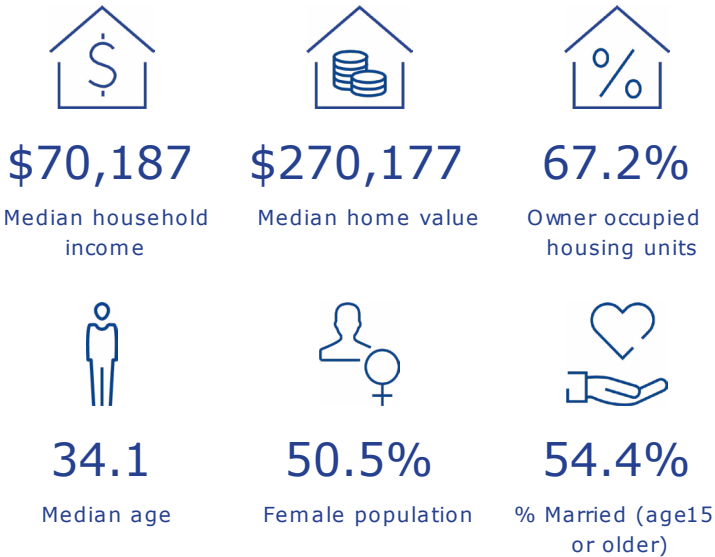 $70,187
Median household
income
$270,177
Median home value
67.2%
Owner occupied
housing units
34.1
Median age
50.5%
Female population
54.4%
% Married (age15
or older)